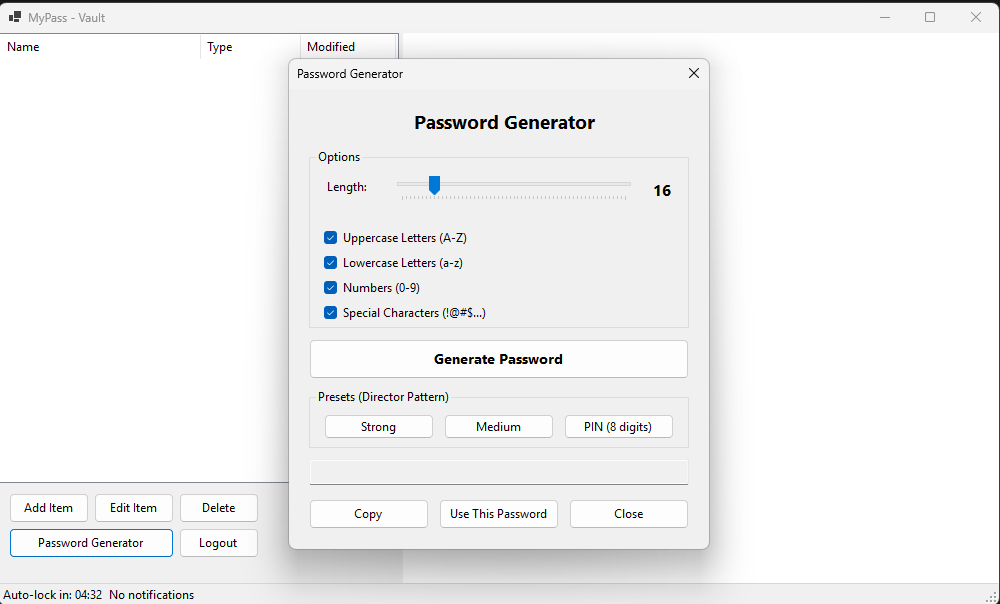 MyPass - Vault
Name Type Modified
Password Generator
Password Generator
Options
Length: 16
Uppercase Letters (A-Z)
Lowercase Letters (a-z)
Numbers (0-9)
Special Characters (!@#$...)
Generate Password
Presets (Director Pattern)
Strong Medium PIN (8 digits)
Copy Use This Password Close
Add Item Edit Item Delete
Password Generator Logout
Auto-lock in: 04:32 No notifications